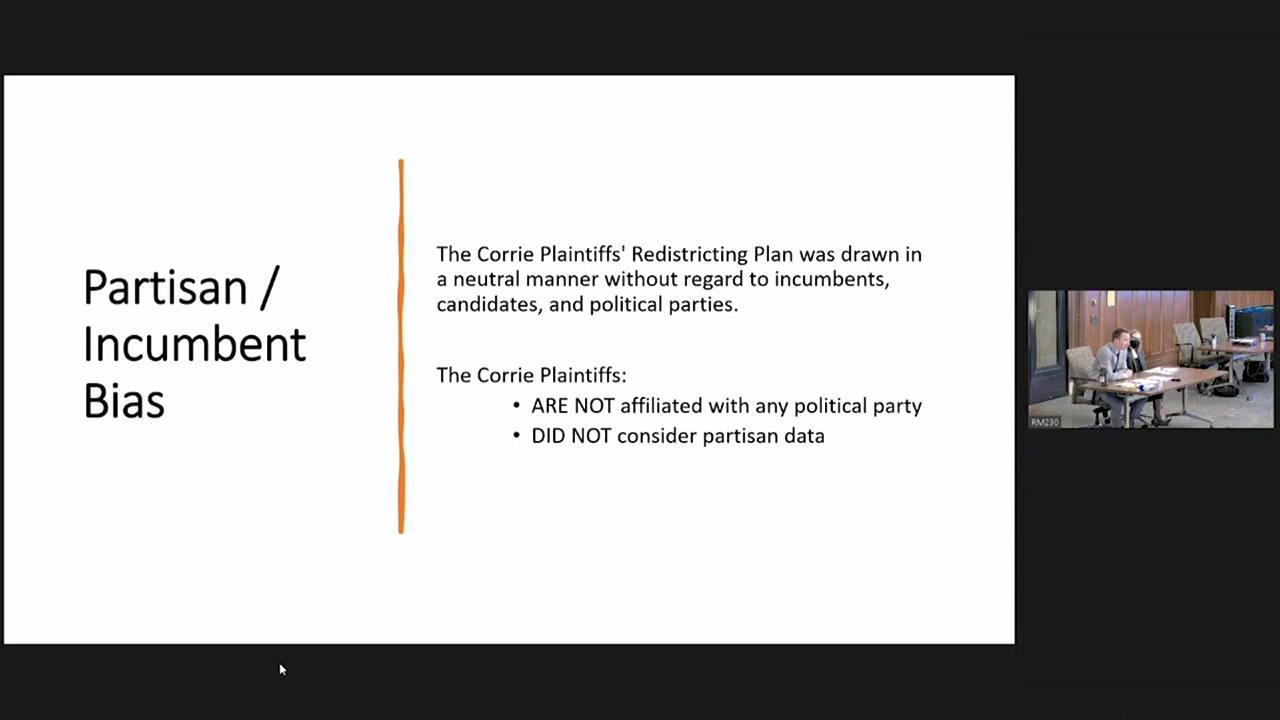 Partisan /
Incumbent
Bias
The Corrie Plaintiffs' Redistricting Plan was drawn in
a neutral manner without regard to incumbents,
candidates, and political parties.
The Corrie Plaintiffs:
• ARE NOT affiliated with any political party
• DID NOT consider partisan data
RM230